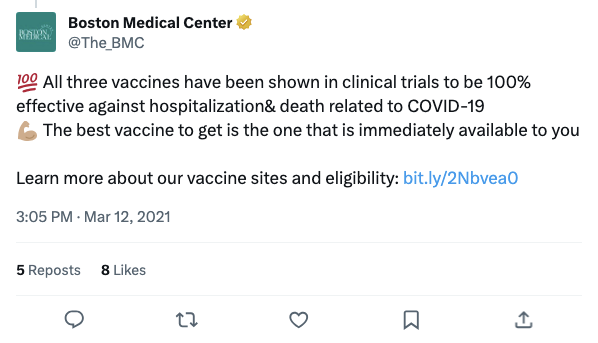 BOSTON
MEDICAL
Boston Medical Center
@The_BMC
💯 All three vaccines have been shown in clinical trials to be 100%
effective against hospitalization& death related to COVID-19
💪🏼 The best vaccine to get is the one that is immediately available to you
Learn more about our vaccine sites and eligibility: bit.ly/2Nbvea0
3:05 PM · Mar 12, 2021
5 Reposts 8 Likes